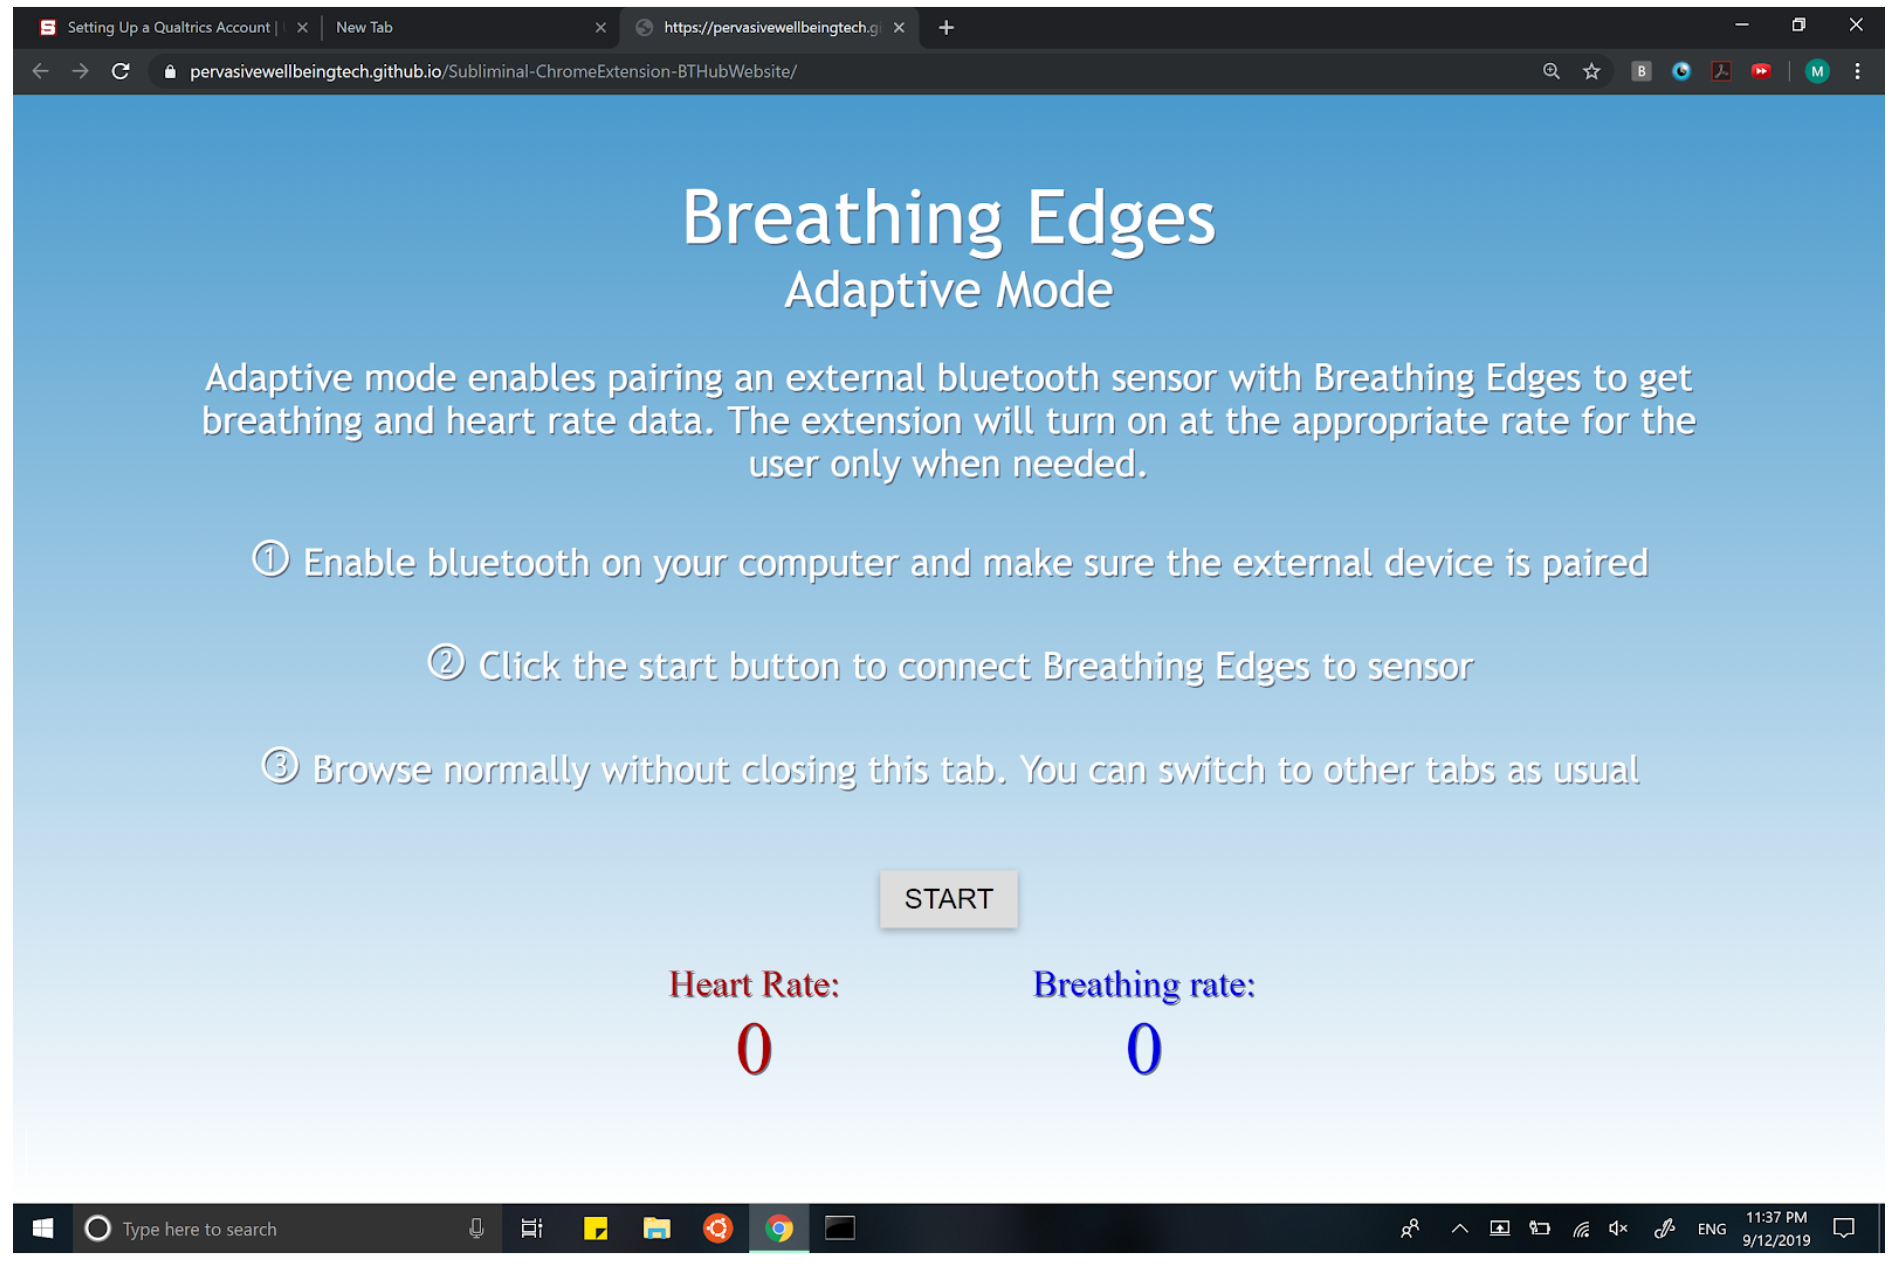 Setting Up a Qualtrics Account |
New Tab
https://pervasivewellbeingtech.gi
pervasivewellbeingtech.github.io/Subliminal-ChromeExtension-BTHubWebsite/
B
M
Breathing Edges
Adaptive Mode
Adaptive mode enables pairing an external bluetooth sensor with Breathing Edges to get
breathing and heart rate data. The extension will turn on at the appropriate rate for the
user only when needed.
① Enable bluetooth on your computer and make sure the external device is paired
② Click the start button to connect Breathing Edges to sensor
③ Browse normally without closing this tab. You can switch to other tabs as usual
START
Heart Rate:
0
Breathing rate:
0
Type here to search
ENG
11:37 PM
9/12/2019